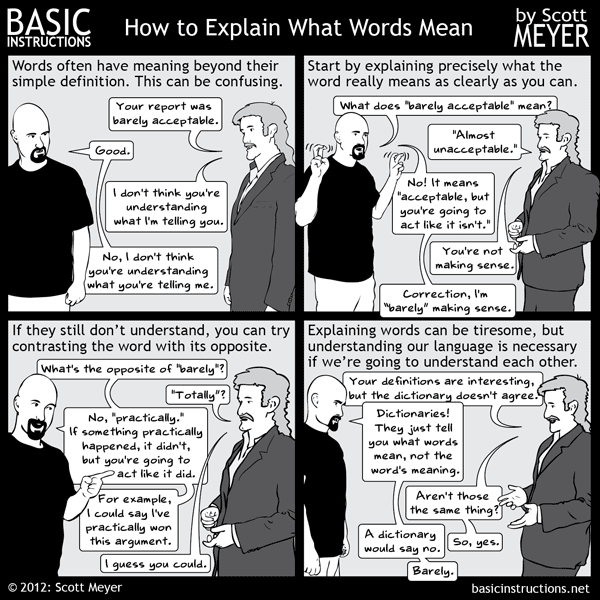 BASIC
INSTRUCTIONS
How to Explain What Words Mean
by Scott
MEYER
Words often have meaning beyond their
simple definition. This can be confusing.
Your report was
barely acceptable.
Good.
I don't think you're
understanding
what I'm telling you.
No, I don't think
you're understanding
what you're telling me.
Start by explaining precisely what the
word really means as clearly as you can.
What does "barely acceptable" mean?
"Almost
unacceptable."
No! It means
"acceptable, but
you're going to
act like it isn't."
You're not
making sense.
Correction, I'm
"barely" making sense.
If they still don't understand, you can try
contrasting the word with its opposite.
What's the opposite of "barely"?
"Totally"?
No, "practically."
If something practically
happened, it didn't,
but you're going to
act like it did.
For example,
I could say I've
practically won
this argument.
I guess you could.
Explaining words can be tiresome, but
understanding our language is necessary
if we're going to understand each other.
Your definitions are interesting,
but the dictionary doesn't agree.
Dictionaries!
They just tell
you what words
mean, not the
word's meaning.
Aren't those
the same thing?
A dictionary
would say no.
So, yes.
Barely.
© 2012: Scott Meyer
basicinstructions.net